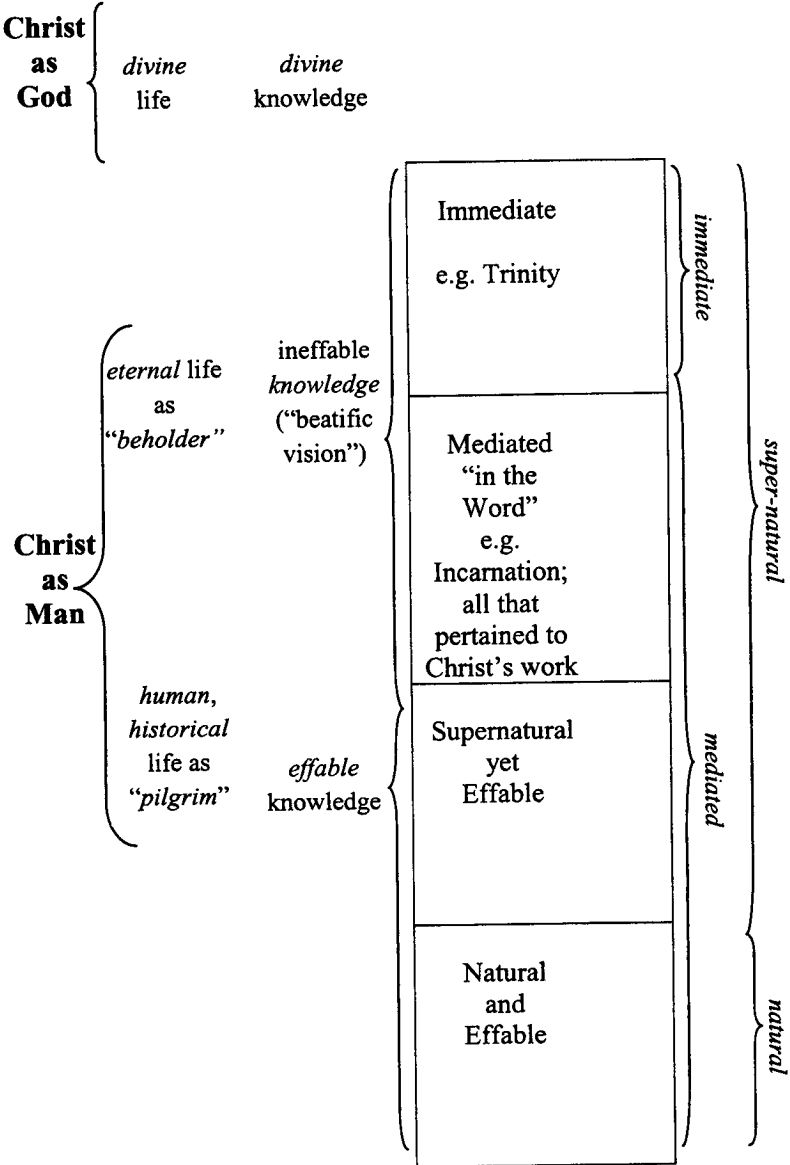 Christ
as
God
divine
life
divine
knowledge
Christ
as
Man
eternal life
as
“beholder”
ineffable
knowledge
(“beatific
vision”)
human,
historical
life as
“pilgrim”
effable
knowledge
Immediate
e.g. Trinity
Mediated
“in the
Word”
e.g.
Incarnation;
all that
pertained to
Christ’s work
Supernatural
yet
Effable
Natural
and
Effable
immediate
mediated
super-natural
natural